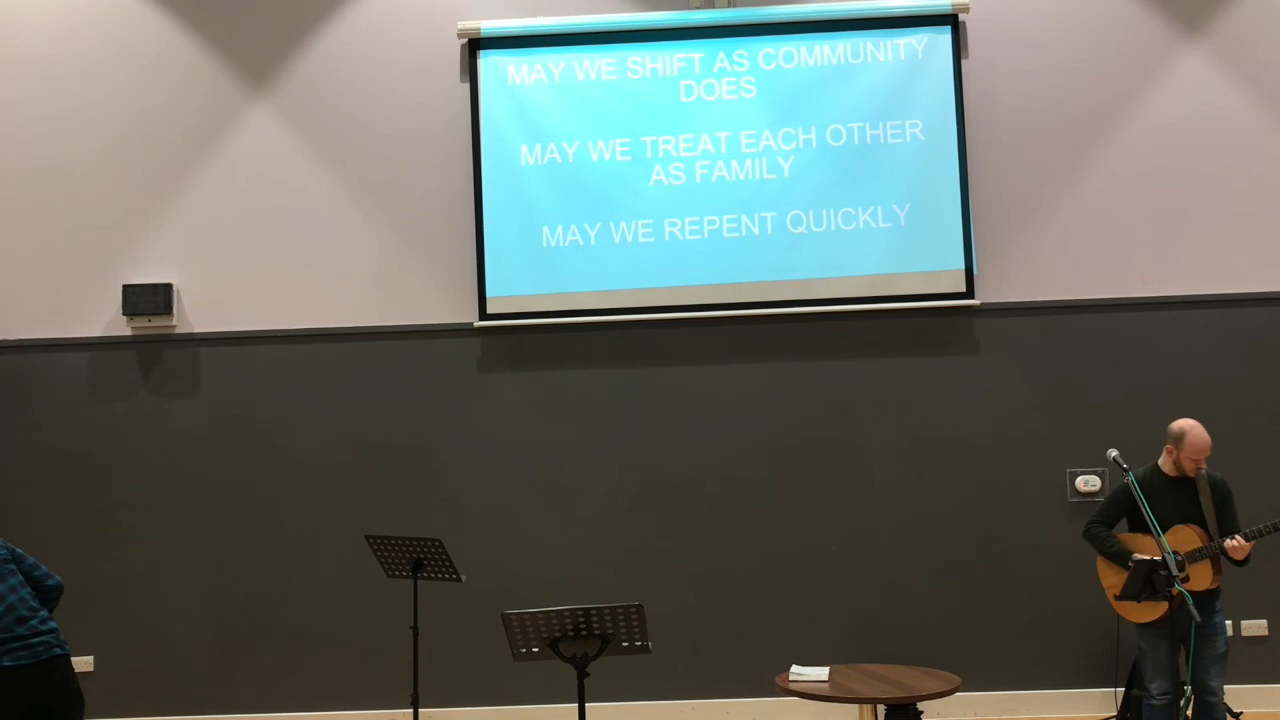 MAY WE SHIFT AS COMMUNITY
DOES
MAY WE TREAT EACH OTHER
AS FAMILY
MAY WE REPENT QUICKLY